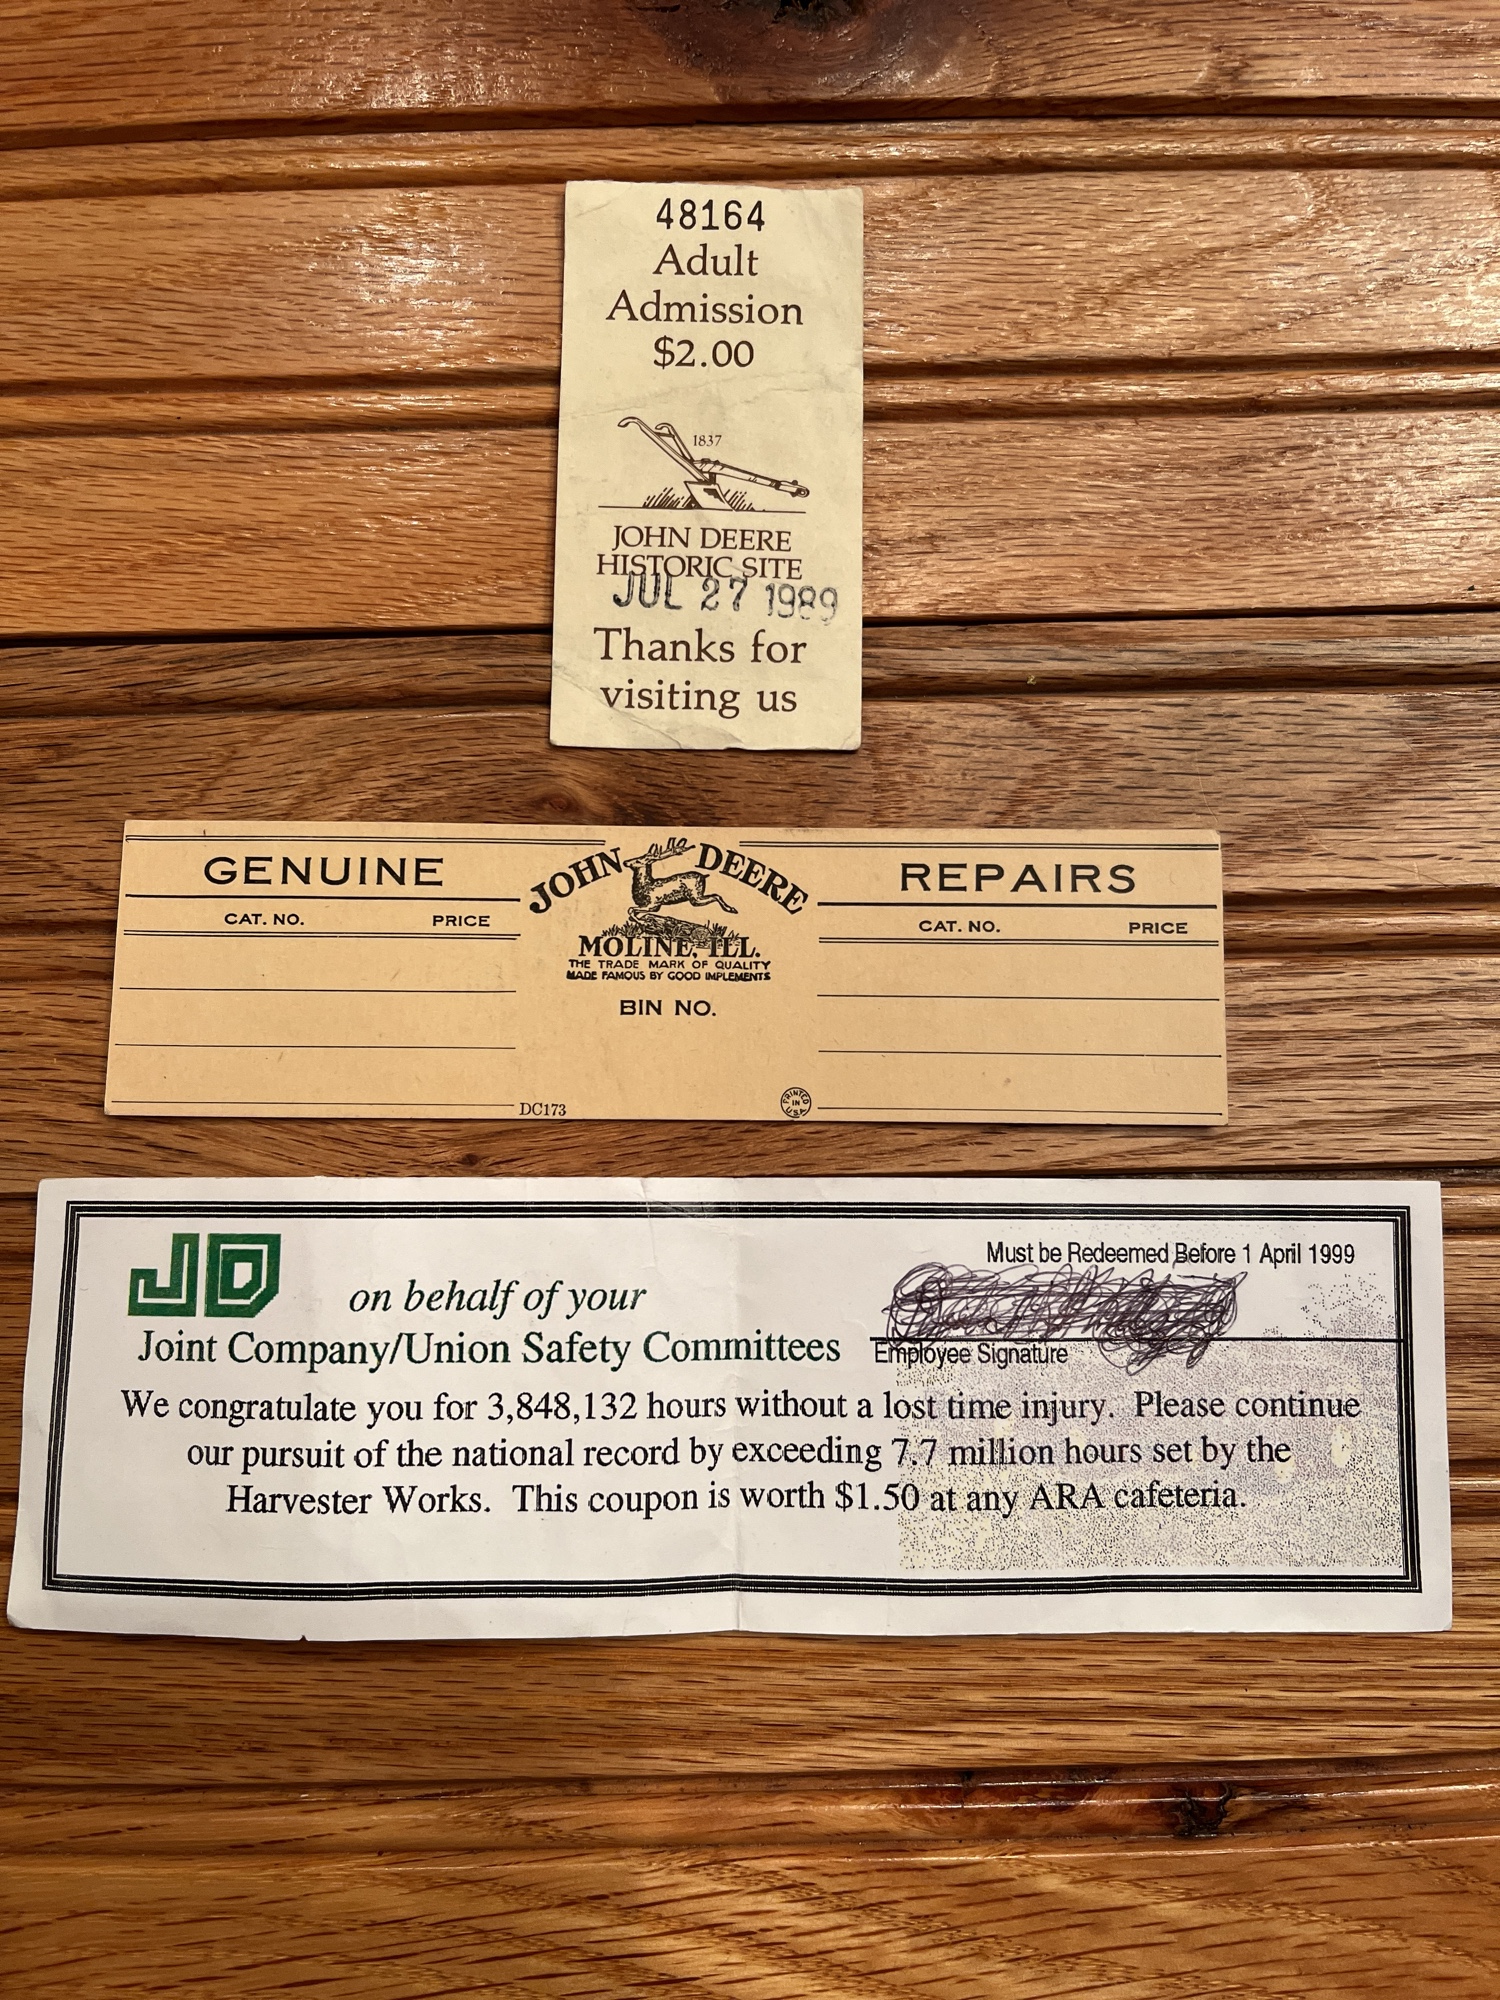 48164
Adult
Admission
$2.00
1837
JOHN DEERE
HISTORIC SITE
JUL 27 1989
Thanks for
visiting us
GENUINE
CAT. NO. PRICE
JOHN DEERE
MOLINE, ILL.
THE TRADE MARK OF QUALITY
MADE FAMOUS BY GOOD IMPLEMENTS
BIN NO.
REPAIRS
CAT. NO. PRICE
DC173
PRINTED
IN
USA
JD
on behalf of your
Joint Company/Union Safety Committees
Must be Redeemed Before 1 April 1999
Employee Signature
We congratulate you for 3,848,132 hours without a lost time injury. Please continue
our pursuit of the national record by exceeding 7.7 million hours set by the
Harvester Works. This coupon is worth $1.50 at any ARA cafeteria.